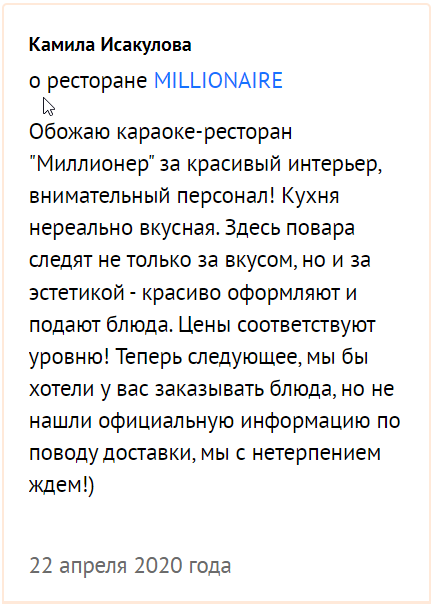 Камила Исакулова
о ресторане MILLIONAIRE
Обожаю караоке-ресторан
"Миллионер" за красивый интерьер,
внимательный персонал! Кухня
нереально вкусная. Здесь повара
следят не только за вкусом, но и за
эстетикой - красиво оформляют и
подают блюда. Цены соответствуют
уровню! Теперь следующее, мы бы
хотели у вас заказывать блюда, но не
нашли официальную информацию по
поводу доставки, мы с нетерпением
ждем!)
22 апреля 2020 года